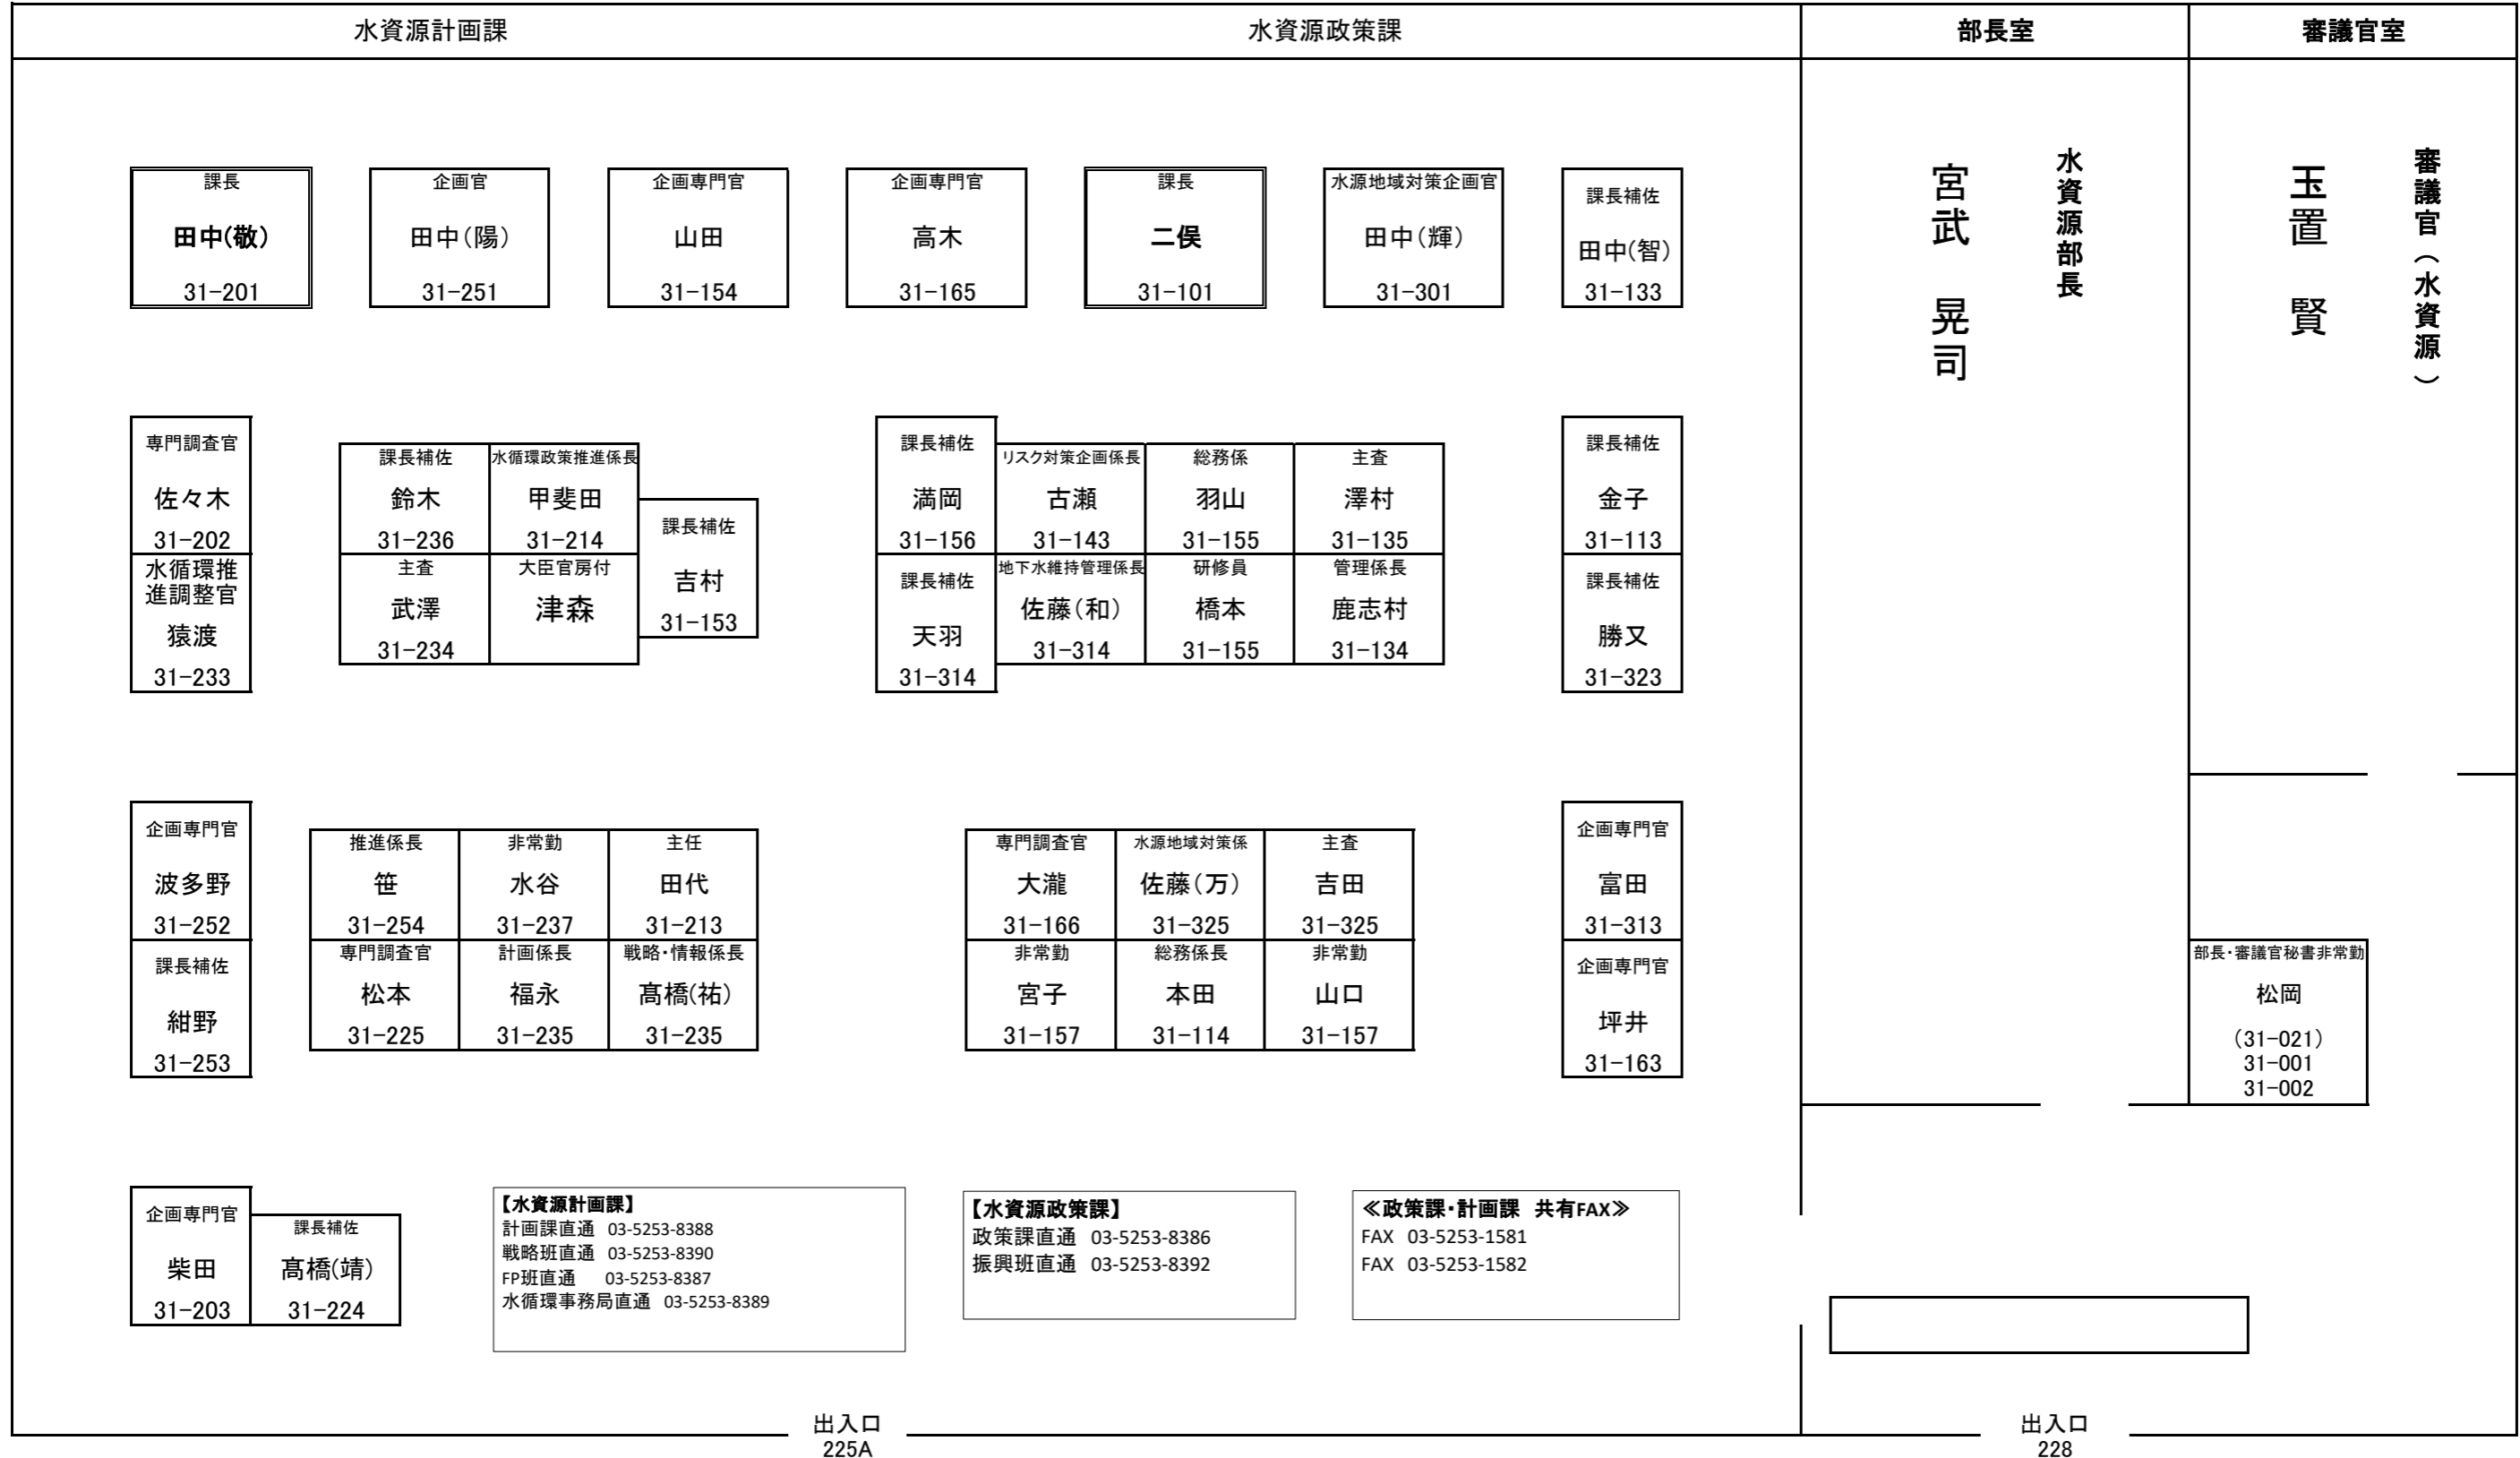 水資源計画課
水資源政策課
部長室
審議官室
課長
田中(敬)
31-201
企画官
田中(陽)
31-251
企画専門官
山田
31-154
企画専門官
高木
31-165
課長
二俣
31-101
水源地域対策企画官
田中(輝)
31-301
課長補佐
田中(智)
31-133
水資源部長
宮武　晃司
審議官(水資源)
玉置　賢
専門調査官
佐々木
31-202
水循環推
進調整官
猿渡
31-233
課長補佐
鈴木
31-236
水循環政策推進係長
甲斐田
31-214
主査
武澤
31-234
大臣官房付
津森
課長補佐
吉村
31-153
課長補佐
満岡
31-156
課長補佐
天羽
31-314
リスク対策企画係長
古瀬
31-143
総務係
羽山
31-155
主査
澤村
31-135
地下水維持管理係長
佐藤(和)
31-314
研修員
橋本
31-155
管理係長
鹿志村
31-134
課長補佐
金子
31-113
課長補佐
勝又
31-323
企画専門官
波多野
31-252
課長補佐
紺野
31-253
推進係長
笹
31-254
非常勤
水谷
31-237
主任
田代
31-213
専門調査官
松本
31-225
計画係長
福永
31-235
戦略・情報係長
髙橋(祐)
31-235
専門調査官
大瀧
31-166
水源地域対策係
佐藤(万)
31-325
主査
吉田
31-325
非常勤
宮子
31-157
総務係長
本田
31-114
非常勤
山口
31-157
企画専門官
富田
31-313
企画専門官
坪井
31-163
部長・審議官秘書非常勤
松岡
(31-021)
31-001
31-002
企画専門官
柴田
31-203
課長補佐
髙橋(靖)
31-224
【水資源計画課】
計画課直通 03-5253-8388
戦略班直通 03-5253-8390
FP班直通 03-5253-8387
水循環事務局直通 03-5253-8389
【水資源政策課】
政策課直通 03-5253-8386
振興班直通 03-5253-8392
≪政策課・計画課　共有FAX≫
FAX 03-5253-1581
FAX 03-5253-1582
出入口
225A
出入口
228